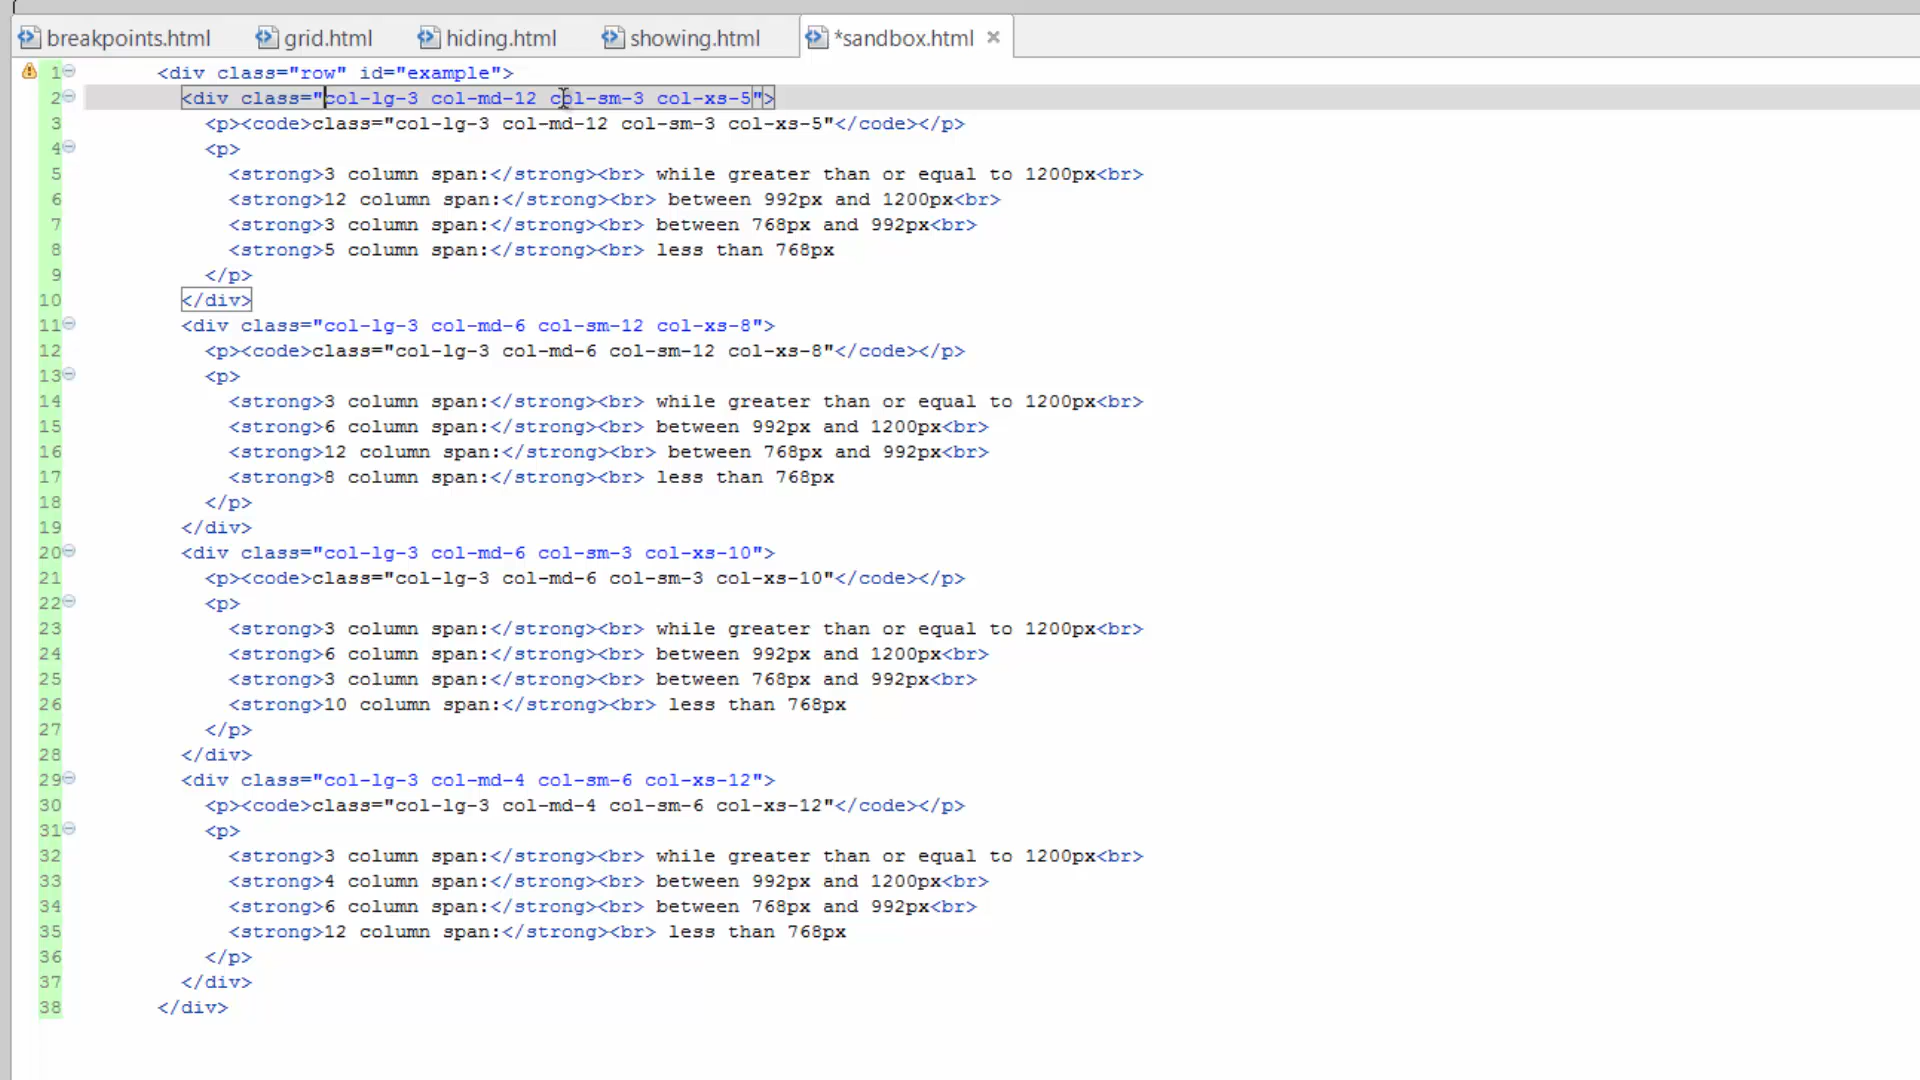 breakpoints.html grid.html hiding.html showing.html *sandbox.html
1 <div class="row" id="example">
2 <div class="col-lg-3 col-md-12 col-sm-3 col-xs-5">
3 <p><code>class="col-lg-3 col-md-12 col-sm-3 col-xs-5"</code></p>
4 <p>
5 <strong>3 column span:</strong><br> while greater than or equal to 1200px<br>
6 <strong>12 column span:</strong><br> between 992px and 1200px<br>
7 <strong>3 column span:</strong><br> between 768px and 992px<br>
8 <strong>5 column span:</strong><br> less than 768px
9 </p>
10 </div>
11 <div class="col-lg-3 col-md-6 col-sm-12 col-xs-8">
12 <p><code>class="col-lg-3 col-md-6 col-sm-12 col-xs-8"</code></p>
13 <p>
14 <strong>3 column span:</strong><br> while greater than or equal to 1200px<br>
15 <strong>6 column span:</strong><br> between 992px and 1200px<br>
16 <strong>12 column span:</strong><br> between 768px and 992px<br>
17 <strong>8 column span:</strong><br> less than 768px
18 </p>
19 </div>
20 <div class="col-lg-3 col-md-6 col-sm-3 col-xs-10">
21 <p><code>class="col-lg-3 col-md-6 col-sm-3 col-xs-10"</code></p>
22 <p>
23 <strong>3 column span:</strong><br> while greater than or equal to 1200px<br>
24 <strong>6 column span:</strong><br> between 992px and 1200px<br>
25 <strong>3 column span:</strong><br> between 768px and 992px<br>
26 <strong>10 column span:</strong><br> less than 768px
27 </p>
28 </div>
29 <div class="col-lg-3 col-md-4 col-sm-6 col-xs-12">
30 <p><code>class="col-lg-3 col-md-4 col-sm-6 col-xs-12"</code></p>
31 <p>
32 <strong>3 column span:</strong><br> while greater than or equal to 1200px<br>
33 <strong>4 column span:</strong><br> between 992px and 1200px<br>
34 <strong>6 column span:</strong><br> between 768px and 992px<br>
35 <strong>12 column span:</strong><br> less than 768px
36 </p>
37 </div>
38 </div>